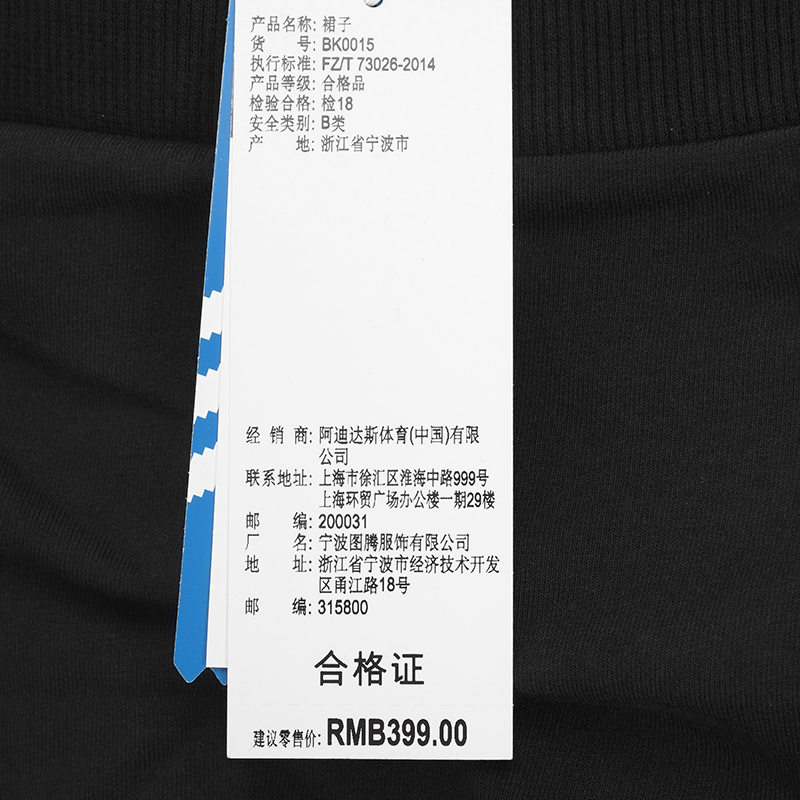 产品名称: 裙子
货 号: BK0015
执行标准: FZ/T 73026-2014
产品等级: 合格品
检验合格: 检18
安全类别: B类
产 地: 浙江省宁波市
经 销 商: 阿迪达斯体育(中国)有限
公司
联系地址: 上海市徐汇区淮海中路999号
上海环贸广场办公楼一期29楼
邮 编: 200031
厂 名: 宁波图腾服饰有限公司
地 址: 浙江省宁波市经济技术开发
区甬江路18号
邮 编: 315800
合格证
建议零售价: RMB399.00